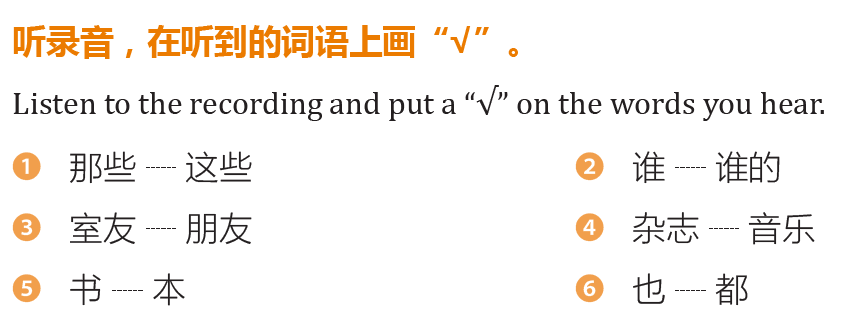 听录音，在听到的词语上画“√”。
Listen to the recording and put a “√” on the words you hear.
1 那些 ------ 这些 2 谁 ------ 谁的
3 室友 ------ 朋友 4 杂志 ------ 音乐
5 书 ------ 本 6 也 ------ 都